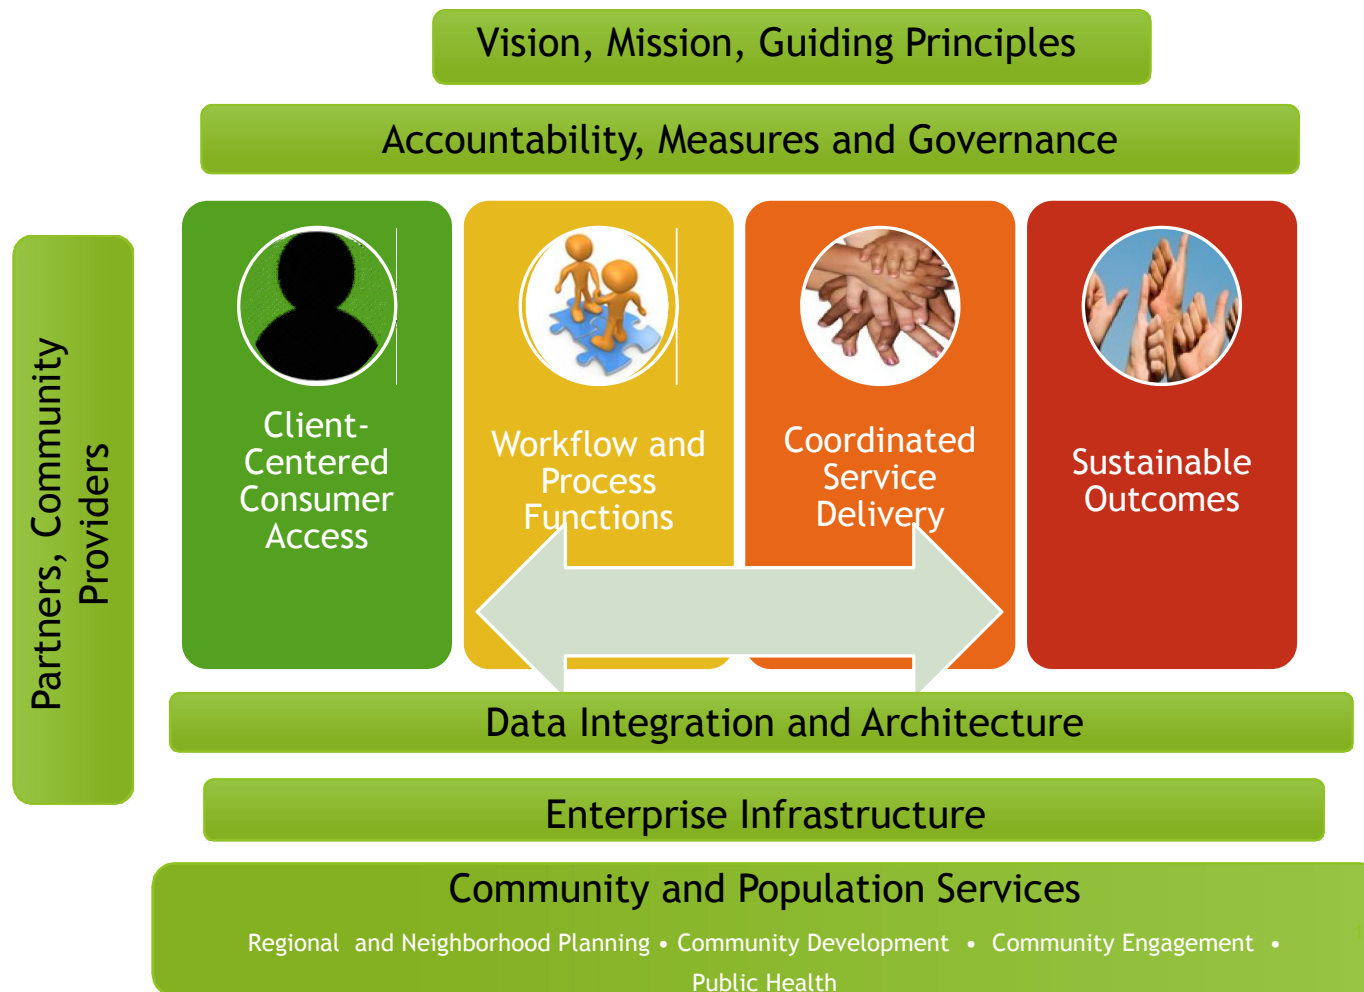 Vision, Mission, Guiding Principles
Accountability, Measures and Governance
Partners, Community
Providers
Client-
Centered
Consumer
Access
Workflow and
Process
Functions
Coordinated
Service
Delivery
Sustainable
Outcomes
Data Integration and Architecture
Enterprise Infrastructure
Community and Population Services
Regional and Neighborhood Planning • Community Development • Community Engagement •
Public Health